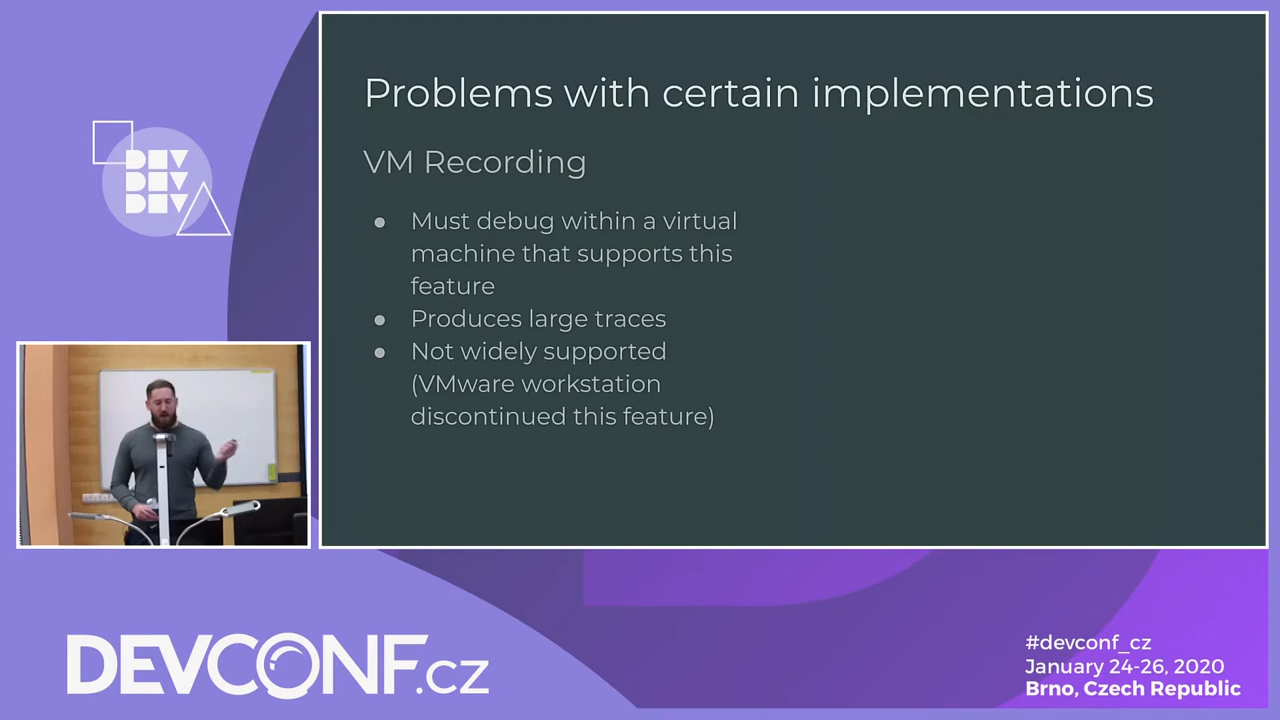 Problems with certain implementations
VM Recording
● Must debug within a virtual
machine that supports this
feature
● Produces large traces
● Not widely supported
(VMware workstation
discontinued this feature)
DEV
DEV
DEV
DEVCONF.cz
#devconf_cz
January 24-26, 2020
Brno, Czech Republic